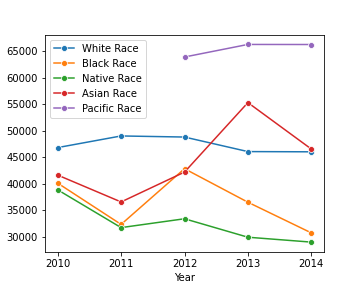 White Race
Black Race
Native Race
Asian Race
Pacific Race
65000
60000
55000
50000
45000
40000
35000
30000
2010 2011 2012 2013 2014
Year